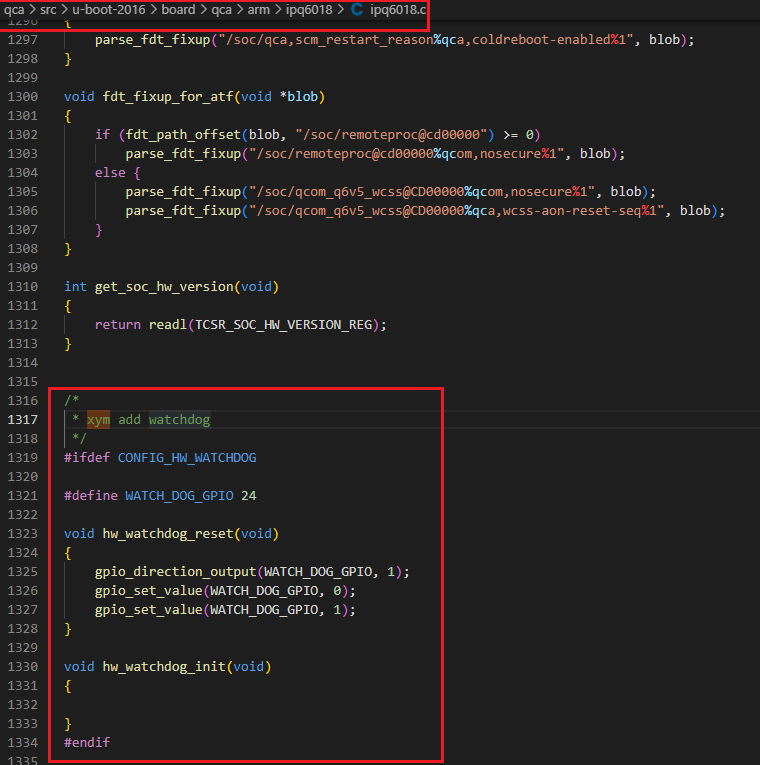 qca > src > u-boot-2016 > board > qca > arm > ipq6018 > C ipq6018.c
1296 {
1297     parse_fdt_fixup("/soc/qca,scm_restart_reason%qca,coldreboot-enabled%1", blob);
1298 }
1299
1300 void fdt_fixup_for_atf(void *blob)
1301 {
1302     if (fdt_path_offset(blob, "/soc/remoteproc@cd00000") >= 0)
1303         parse_fdt_fixup("/soc/remoteproc@cd00000%qcom,nosecure%1", blob);
1304     else {
1305         parse_fdt_fixup("/soc/qcom_q6v5_wcss@CD00000%qcom,nosecure%1", blob);
1306         parse_fdt_fixup("/soc/qcom_q6v5_wcss@CD00000%qca,wcss-aon-reset-seq%1", blob);
1307     }
1308 }
1309
1310 int get_soc_hw_version(void)
1311 {
1312     return readl(TCSR_SOC_HW_VERSION_REG);
1313 }
1314
1315
1316 /*
1317  * xym add watchdog
1318  */
1319 #ifdef CONFIG_HW_WATCHDOG
1320
1321 #define WATCH_DOG_GPIO 24
1322
1323 void hw_watchdog_reset(void)
1324 {
1325     gpio_direction_output(WATCH_DOG_GPIO, 1);
1326     gpio_set_value(WATCH_DOG_GPIO, 0);
1327     gpio_set_value(WATCH_DOG_GPIO, 1);
1328 }
1329
1330 void hw_watchdog_init(void)
1331 {
1332
1333 }
1334 #endif
1335